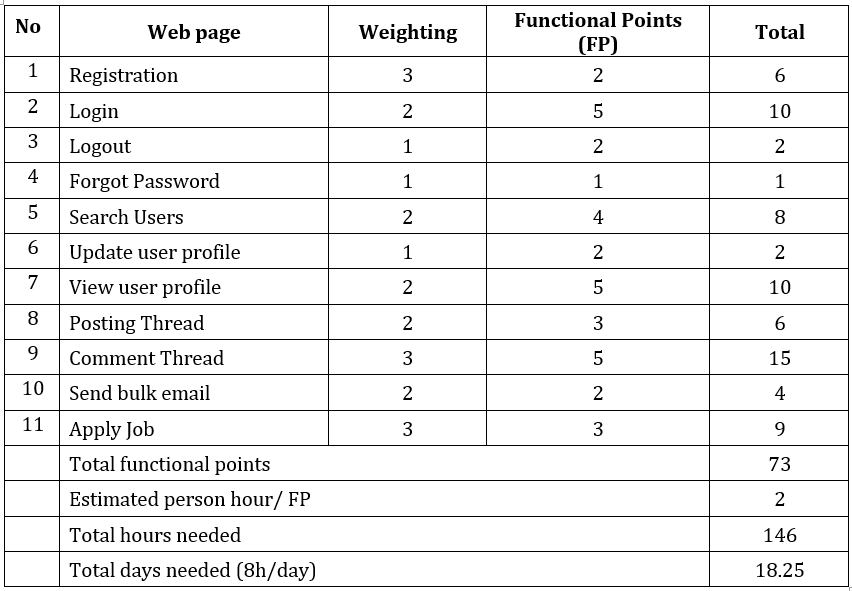 No Web page Weighting Functional Points (FP) Total
1 Registration 3 2 6
2 Login 2 5 10
3 Logout 1 2 2
4 Forgot Password 1 1 1
5 Search Users 2 4 8
6 Update user profile 1 2 2
7 View user profile 2 5 10
8 Posting Thread 2 3 6
9 Comment Thread 3 5 15
10 Send bulk email 2 2 4
11 Apply Job 3 3 9
Total functional points 73
Estimated person hour/ FP 2
Total hours needed 146
Total days needed (8h/day) 18.25